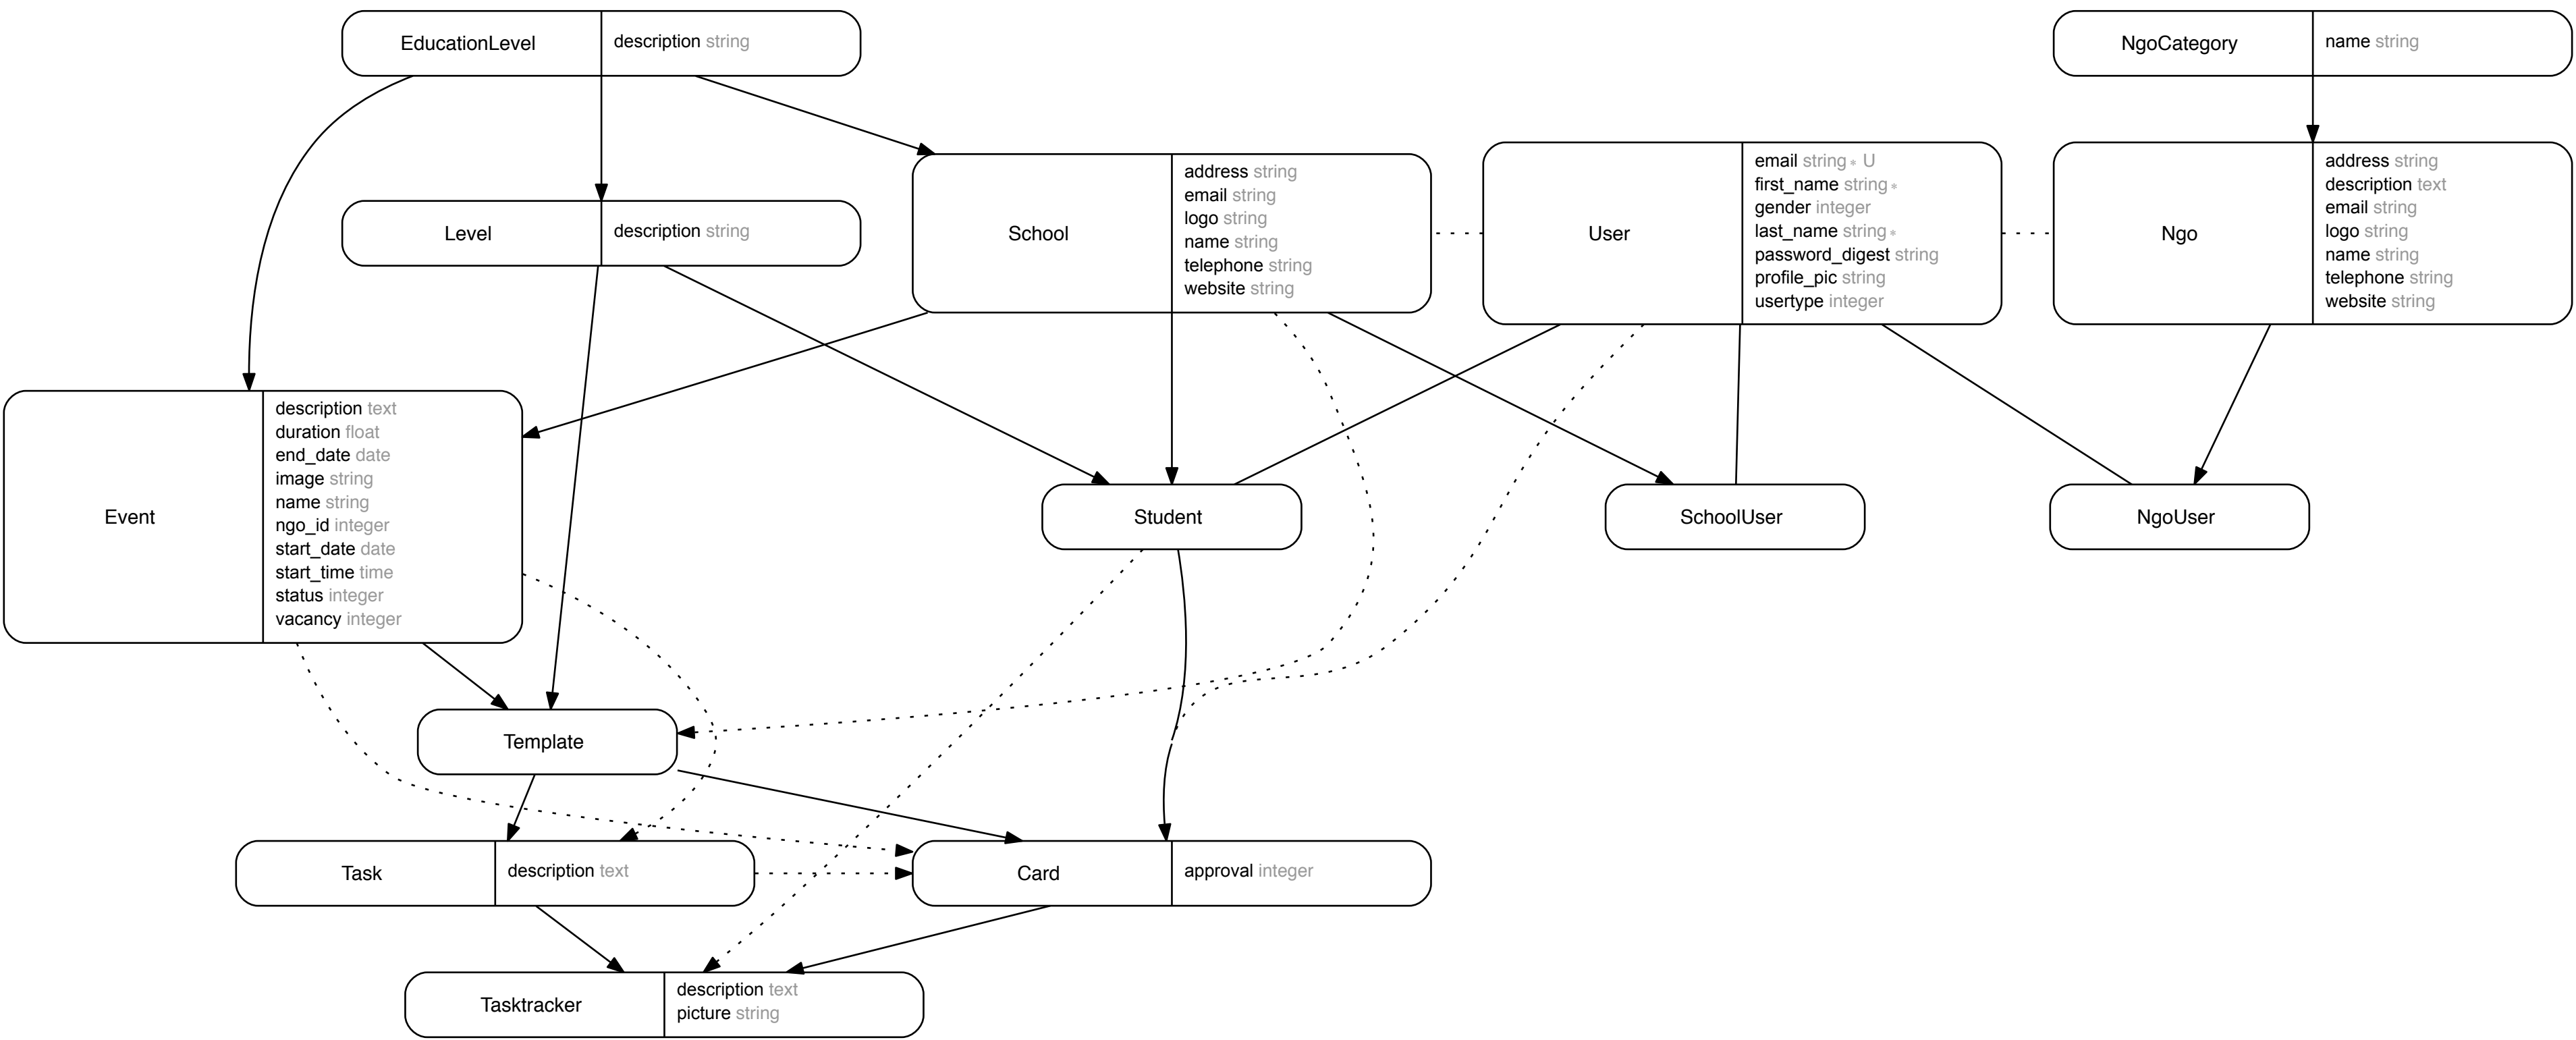 EducationLevel
description string
NgoCategory
name string
School
address string
email string
logo string
name string
telephone string
website string
User
email string * U
first_name string *
gender integer
last_name string *
password_digest string
profile_pic string
usertype integer
Ngo
address string
description text
email string
logo string
name string
telephone string
website string
Level
description string
Event
description text
duration float
end_date date
image string
name string
ngo_id integer
start_date date
start_time time
status integer
vacancy integer
Student
SchoolUser
NgoUser
Template
Task
description text
Card
approval integer
Tasktracker
description text
picture string